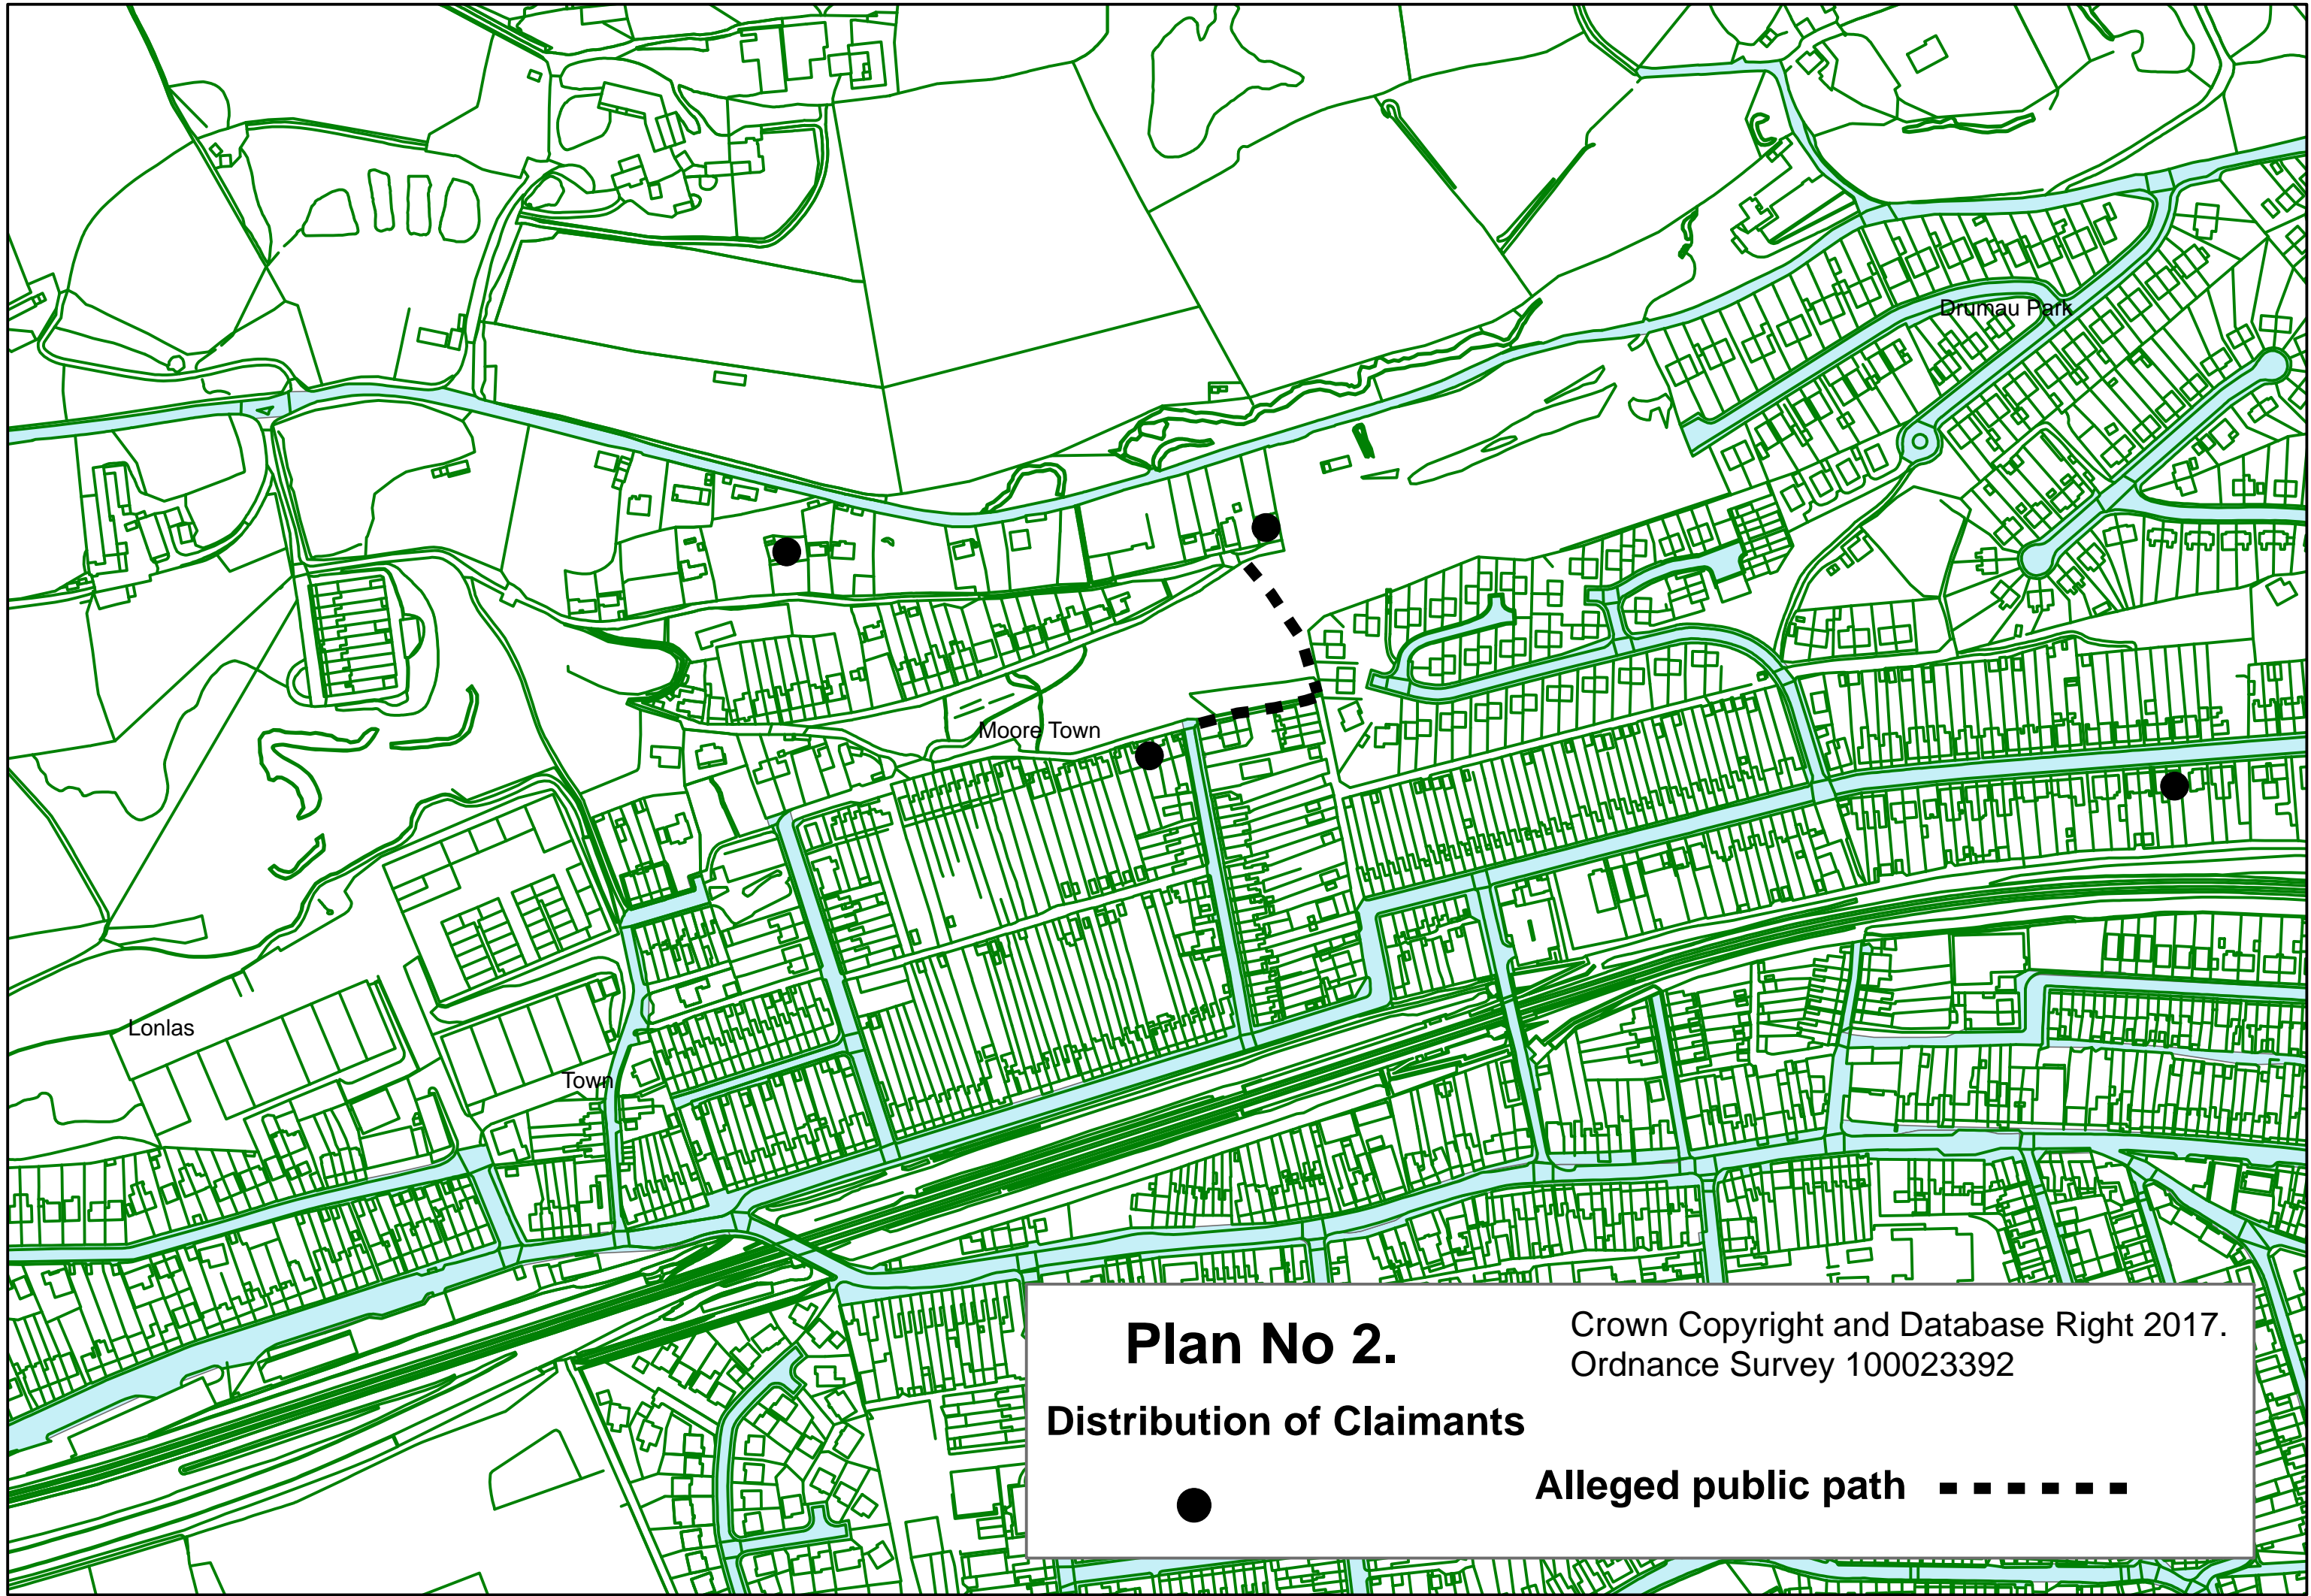 Drumau Park
Moore Town
Lonlas
Town
Plan No 2.
Crown Copyright and Database Right 2017.
Ordnance Survey 100023392
Distribution of Claimants
Alleged public path